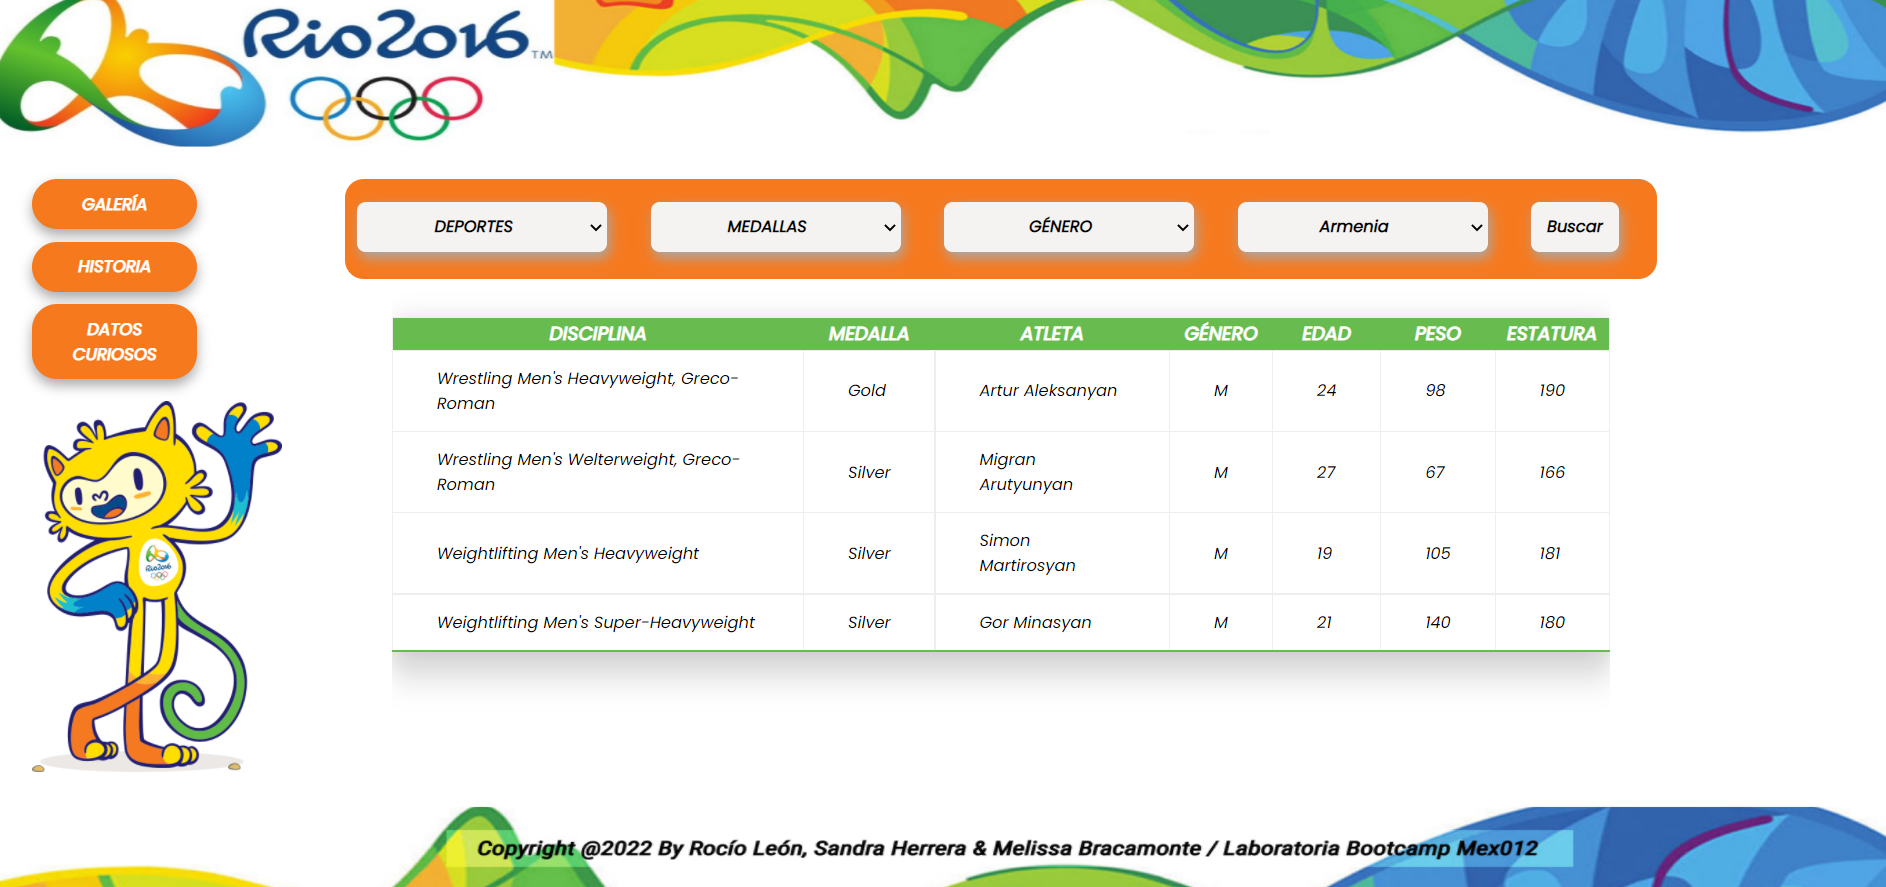 Rio2016™
GALERÍA
HISTORIA
DATOS
CURIOSOS
DEPORTES MEDALLAS GÉNERO Armenia Buscar
DISCIPLINA MEDALLA ATLETA GÉNERO EDAD PESO ESTATURA
Wrestling Men's Heavyweight, Greco-
Roman
Gold
Artur Aleksanyan
M 24 98 190
Wrestling Men's Welterweight, Greco-
Roman
Silver
Migran
Arutyunyan
M 27 67 166
Weightlifting Men's Heavyweight
Silver
Simon
Martirosyan
M 19 105 181
Weightlifting Men's Super-Heavyweight
Silver
Gor Minasyan
M 21 140 180
Rio2016
Copyright @2022 By Rocío León, Sandra Herrera & Melissa Bracamonte / Laboratoria Bootcamp Mex012